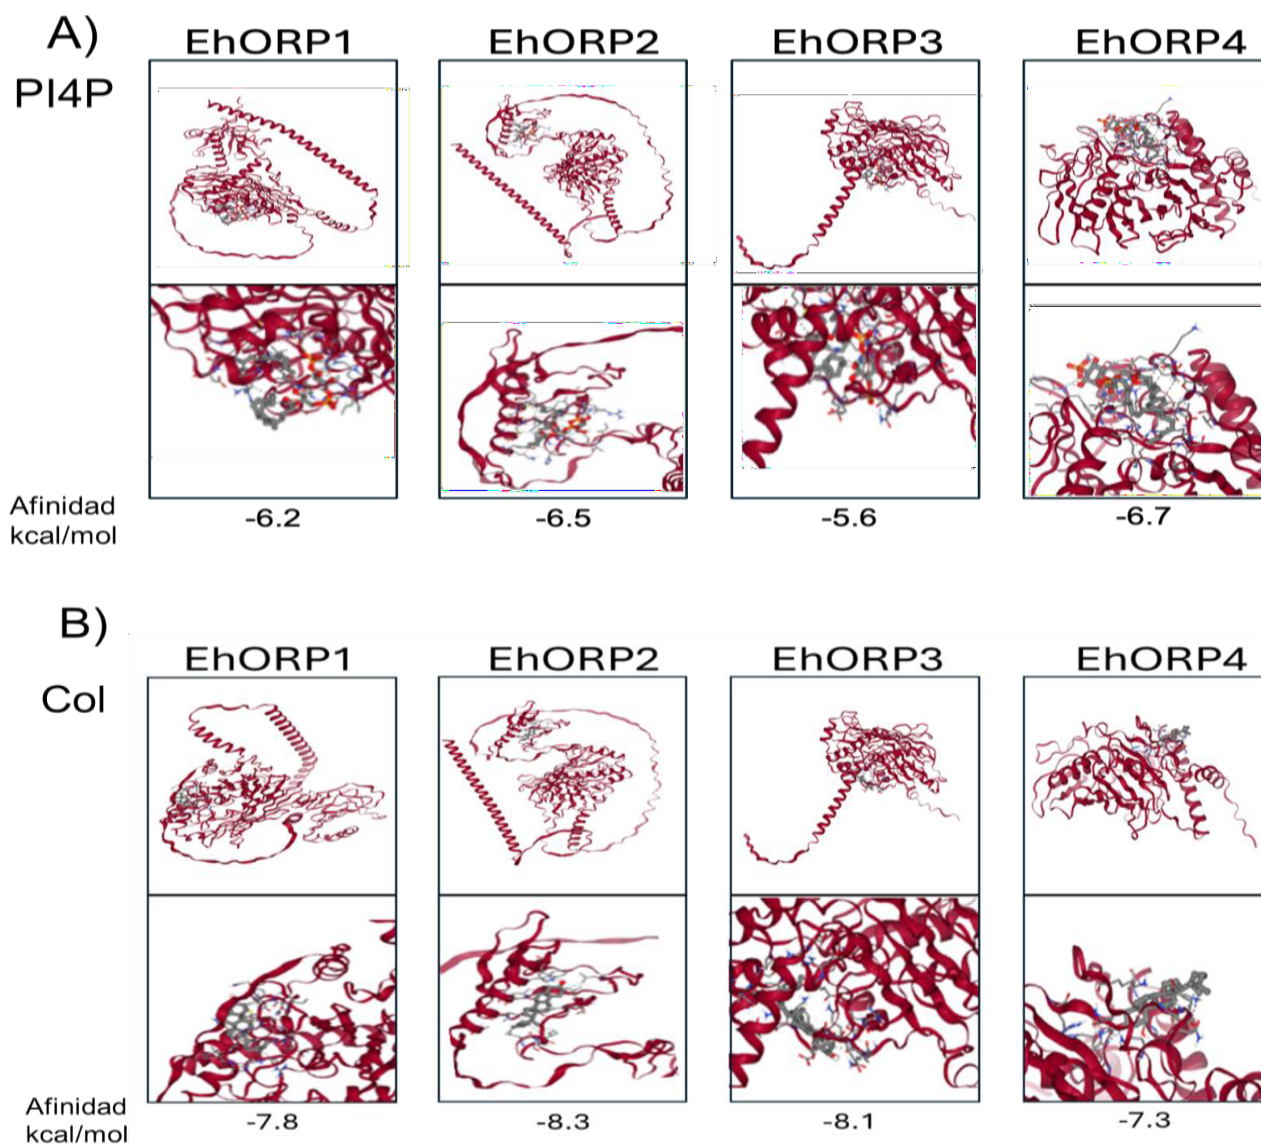 A)
PI4P
EhORP1 EhORP2 EhORP3 EhORP4
Afinidad
kcal/mol
-6.2 -6.5 -5.6 -6.7
B)
Col
EhORP1 EhORP2 EhORP3 EhORP4
Afinidad
kcal/mol
-7.8 -8.3 -8.1 -7.3